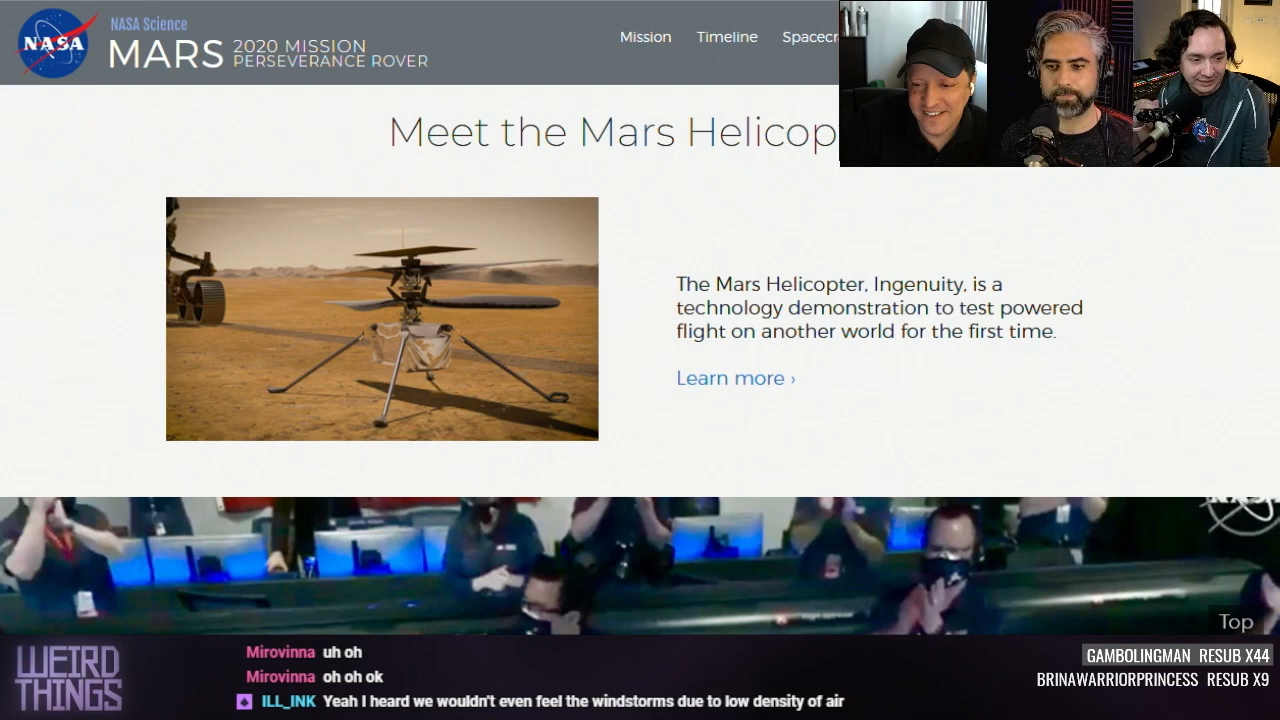 NASA
NASA Science
MARS 2020 MISSION
PERSEVERANCE ROVER
Mission Timeline Spacecr
Meet the Mars Helicop
The Mars Helicopter, Ingenuity, is a
technology demonstration to test powered
flight on another world for the first time.
Learn more ›
NASA
Top
WEIRD
THINGS
Mirovinna uh oh
Mirovinna oh oh ok
ILL_INK Yeah I heard we wouldn't even feel the windstorms due to low density of air
GAMBOLINGMAN RESUB X44
BRINAWARRIORPRINCESS RESUB X9